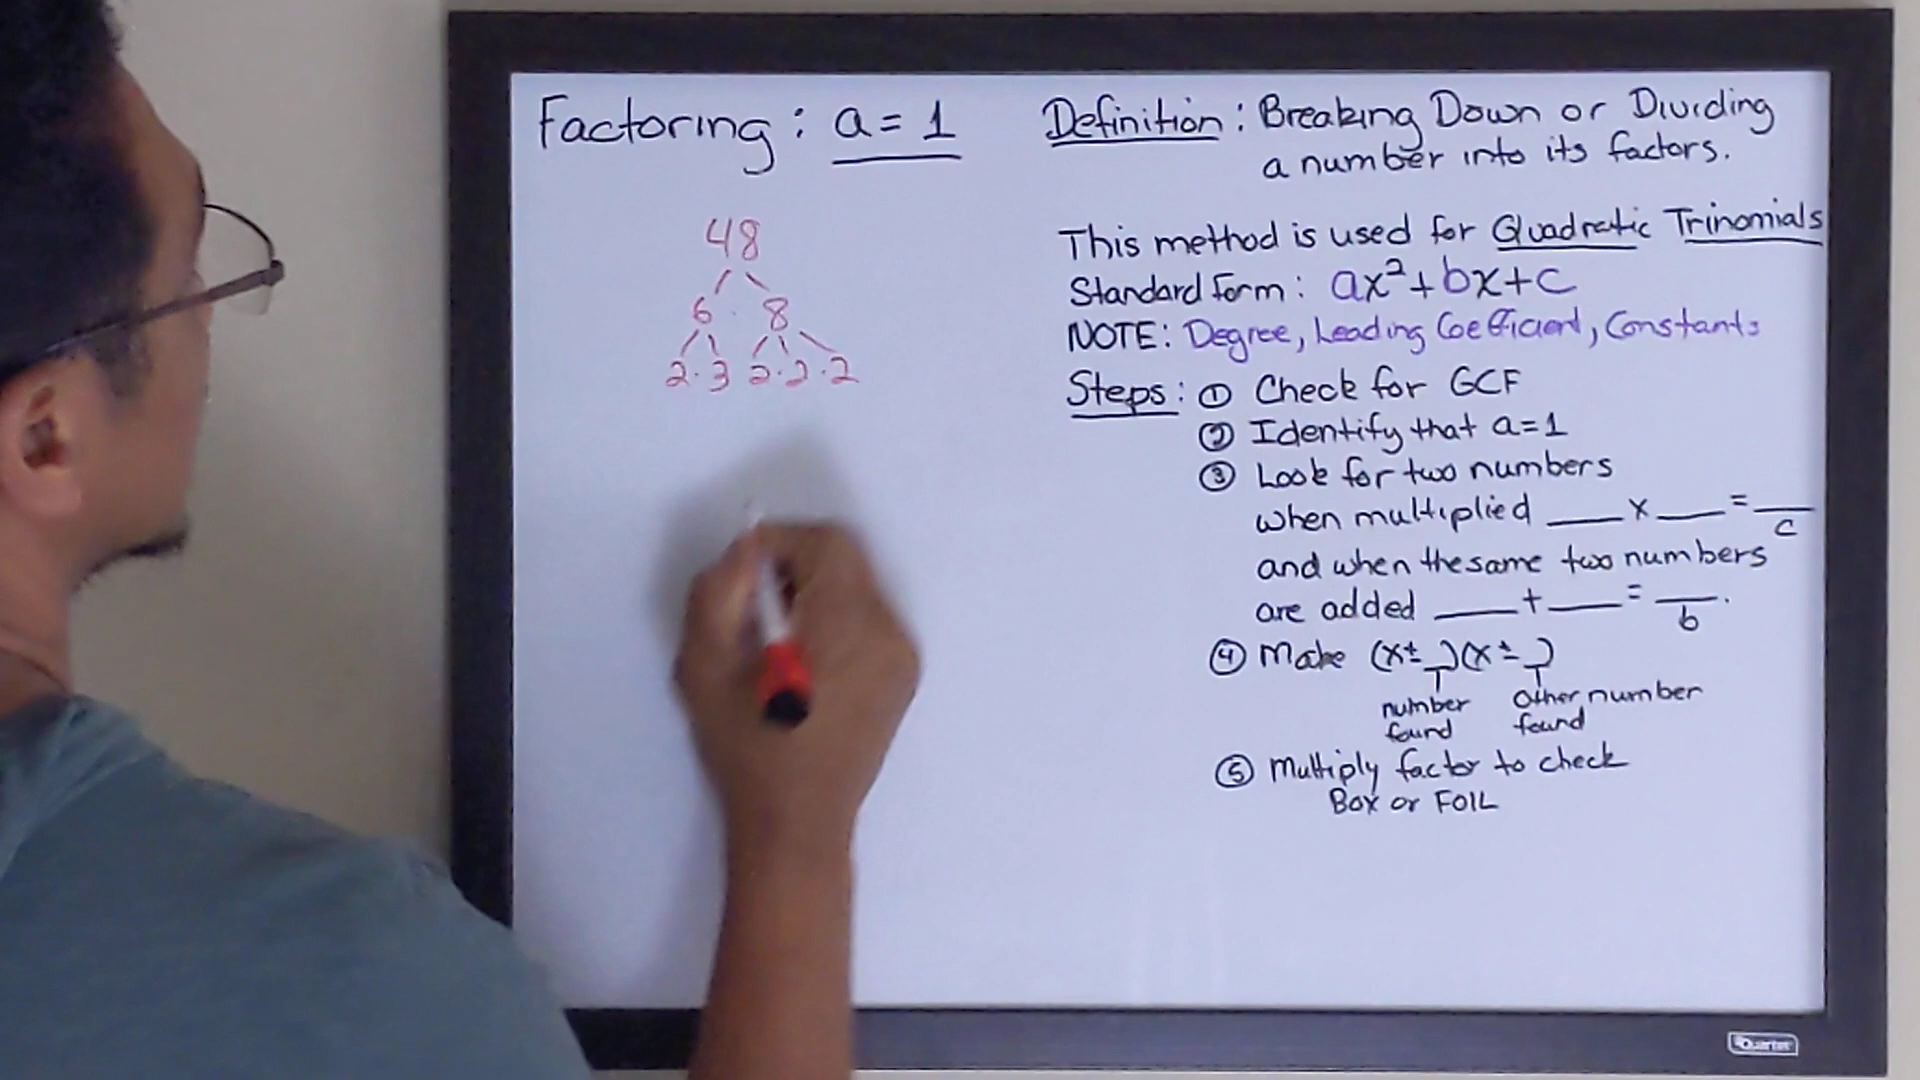 Factoring: a = 1
48
6 · 8
2 · 3 2 · 2 · 2
Definition: Breaking Down or Dividing
a number into its factors.
This method is used for Quadratic Trinomials
Standard Form: ax²+bx+c
NOTE: Degree, Leading Coefficient, Constants
Steps: ① Check for GCF
② Identify that a=1
③ Look for two numbers
when multiplied ___ x ___ = ___
c
and when the same two numbers
are added ___ + ___ = ___.
b
④ Make (x± _)(x± _)
number other number
found found
⑤ Multiply factor to check
Box or FOIL
Quartet